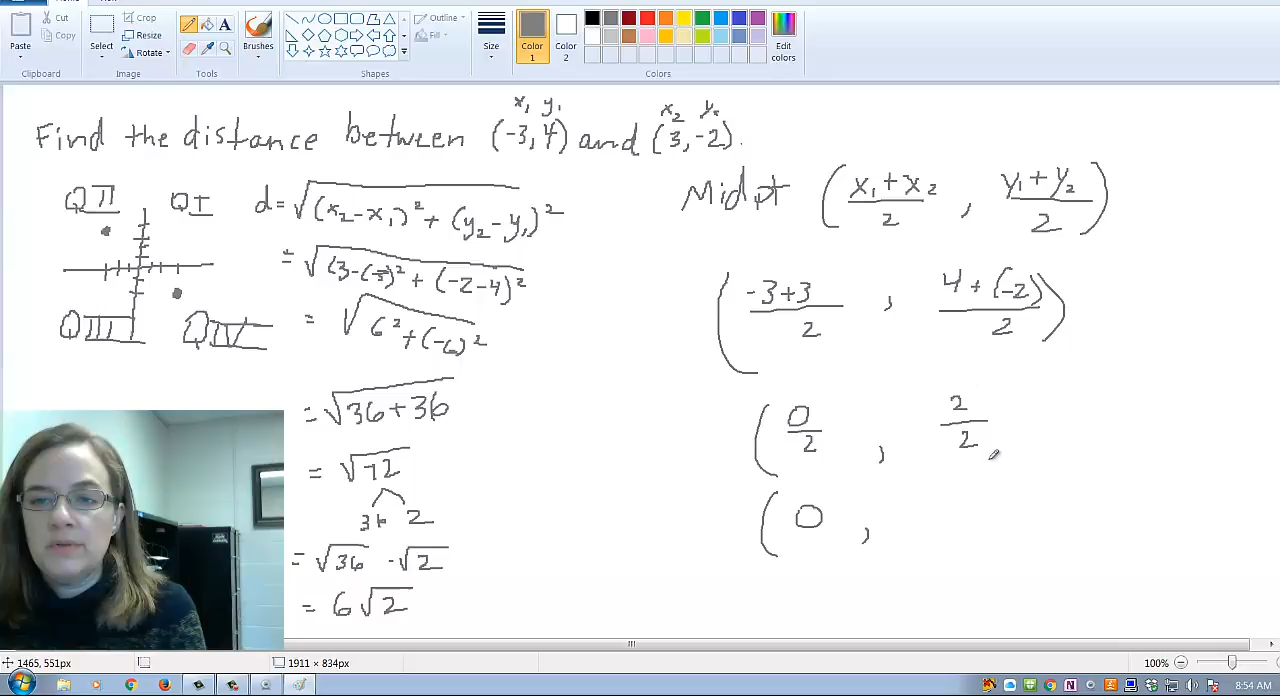 Home View
Cut
Copy
Paste
Clipboard
Crop
Resize
Rotate
Select
Image
Tools
Brushes
Shapes
Outline
Fill
Size
Color 1
Color 2
Edit colors
Colors
x₁ y₁ x₂ y₂
Find the distance between (-3, 4) and (3, -2).
QII QI
QIII QIV
d = √(x₂ - x₁)² + (y₂ - y₁)²
= √(3 - (-3))² + (-2 - 4)²
= √6² + (-6)²
= √36 + 36
= √72
36 2
= √36 · √2
= 6√2
Midpt (x₁ + x₂ / 2 , y₁ + y₂ / 2)
(-3 + 3 / 2 , 4 + (-2) / 2)
(0 / 2 , 2 / 2
(0 ,
1465, 551px
1911 × 834px
100%
8:54 AM